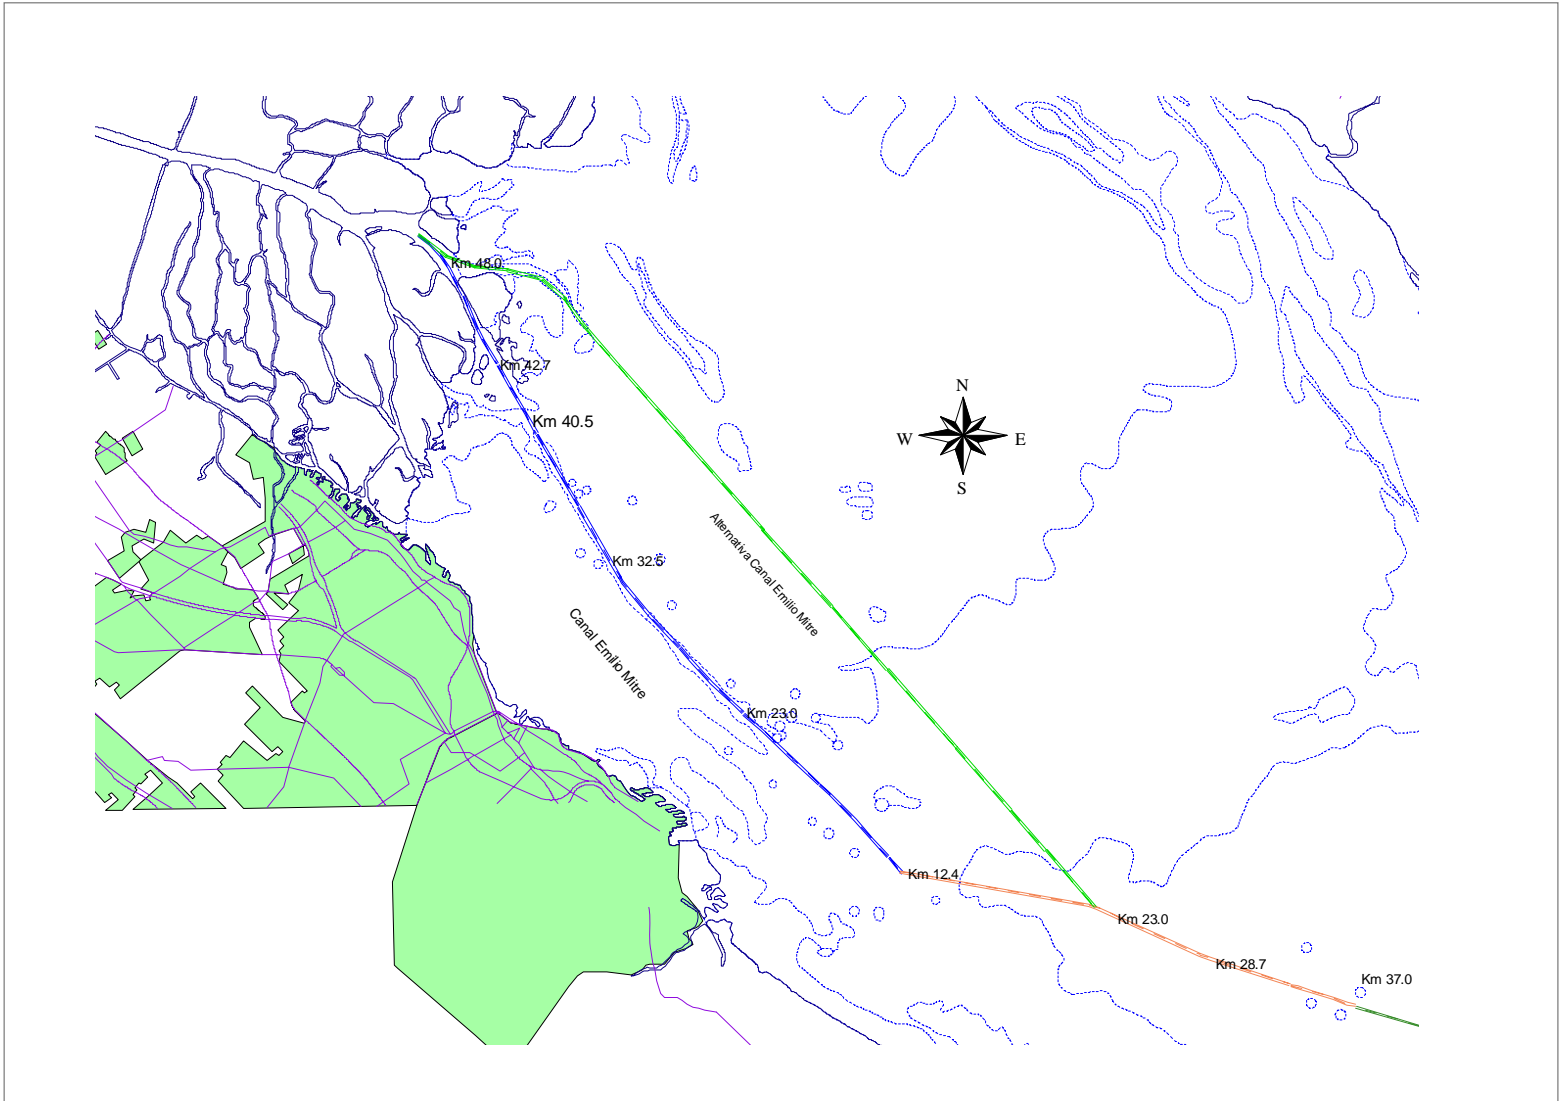 Km 48.0
Km 42.7
N
Km 40.5
W
E
S
Alternativa Canal Emilio Mitre
Km 32.5
Canal Emilio Mitre
Km 23.0
Km 12.4
Km 23.0
Km 28.7
Km 37.0